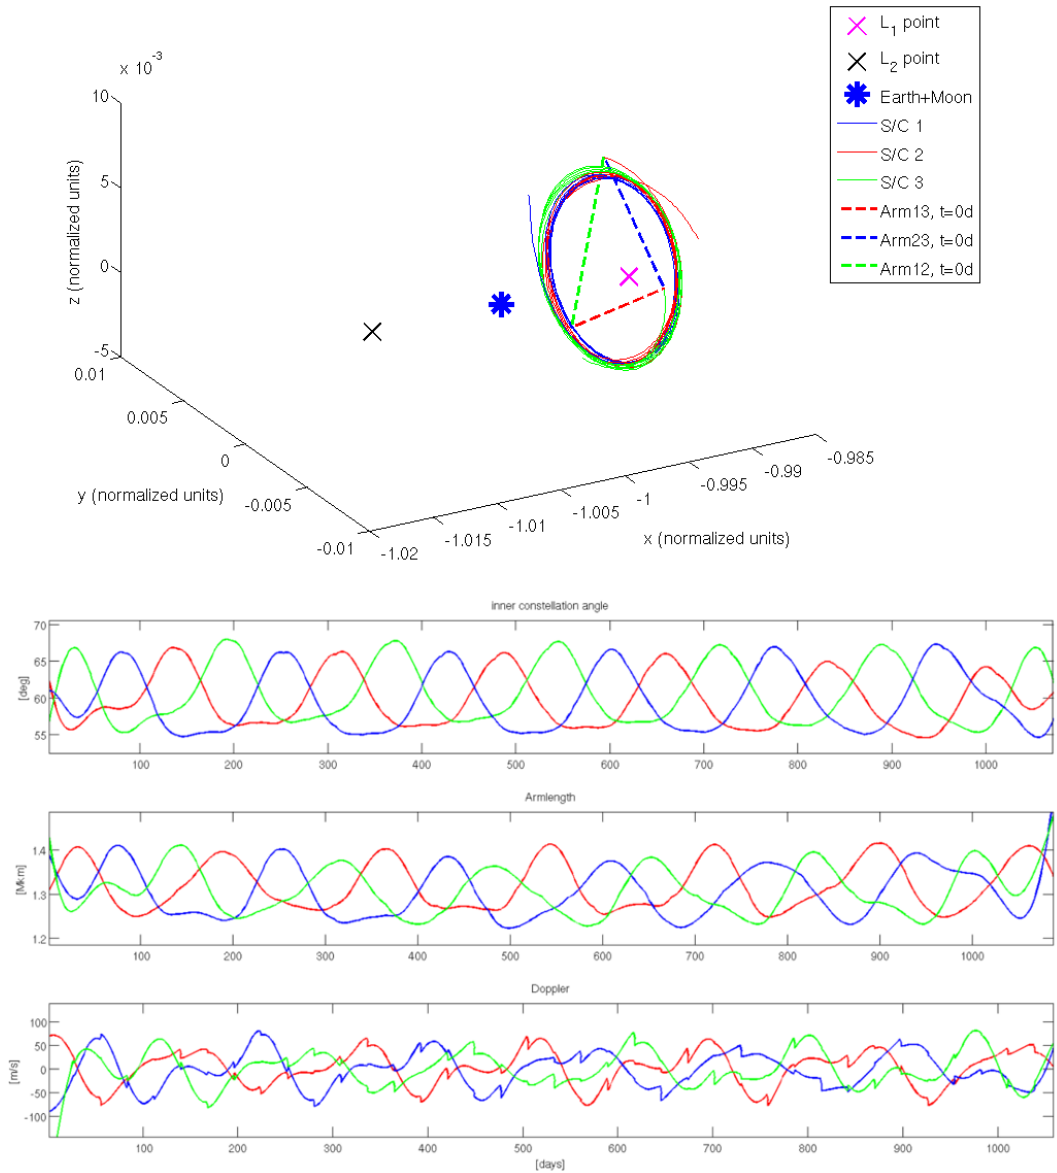 x 10-3
10
5
0
-5
z (normalized units)
0.01
0.005
0
-0.005
-0.01
y (normalized units)
-1.02
-1.015
-1.01
-1.005
-1
-0.995
-0.99
-0.985
x (normalized units)
L1 point
L2 point
Earth+Moon
S/C 1
S/C 2
S/C 3
Arm13, t=0d
Arm23, t=0d
Arm12, t=0d
inner constellation angle
70
65
60
55
[deg]
100 200 300 400 500 600 700 800 900 1000
Armlength
1.4
1.3
1.2
[Mkm]
100 200 300 400 500 600 700 800 900 1000
Doppler
100
50
0
-50
-100
[m/s]
100 200 300 400 500 600 700 800 900 1000
[days]